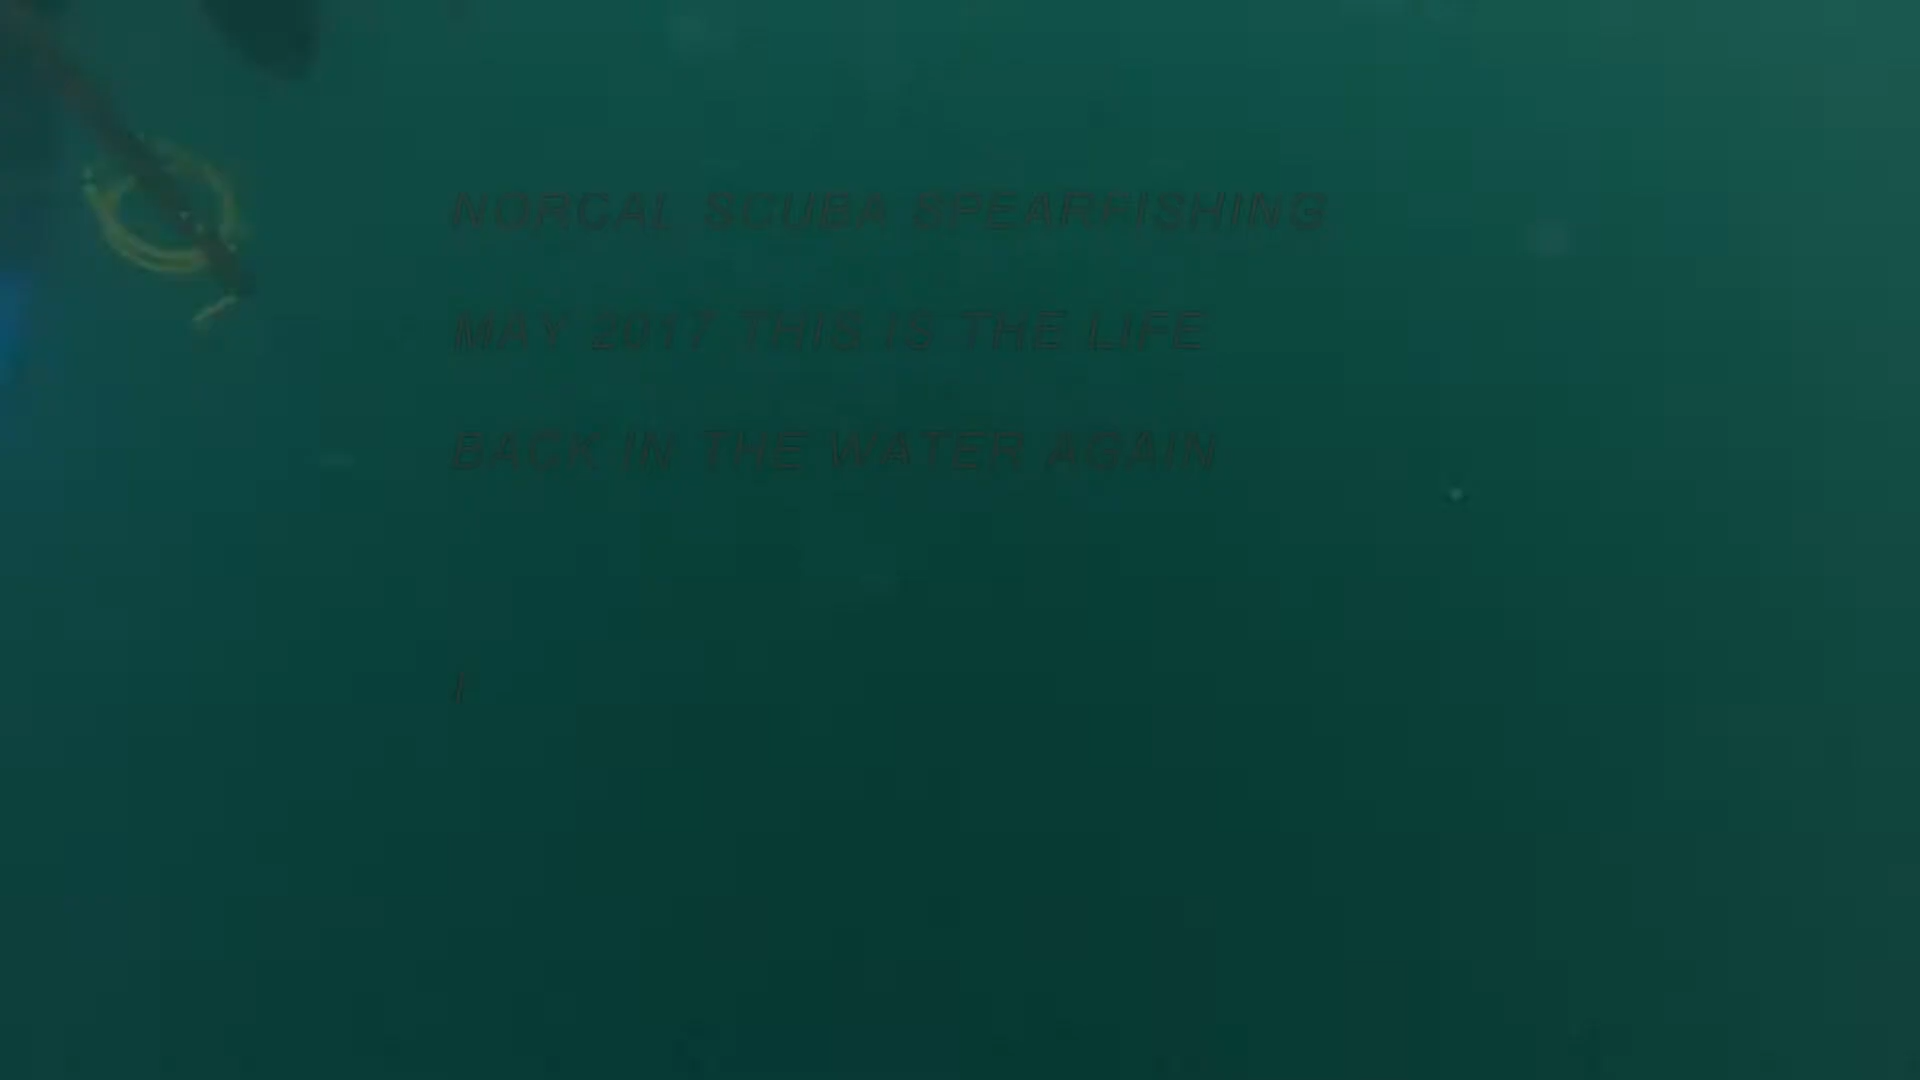 NORCAL SCUBA SPEARFISHING
MAY 2017 THIS IS THE LIFE
BACK IN THE WATER AGAIN
I